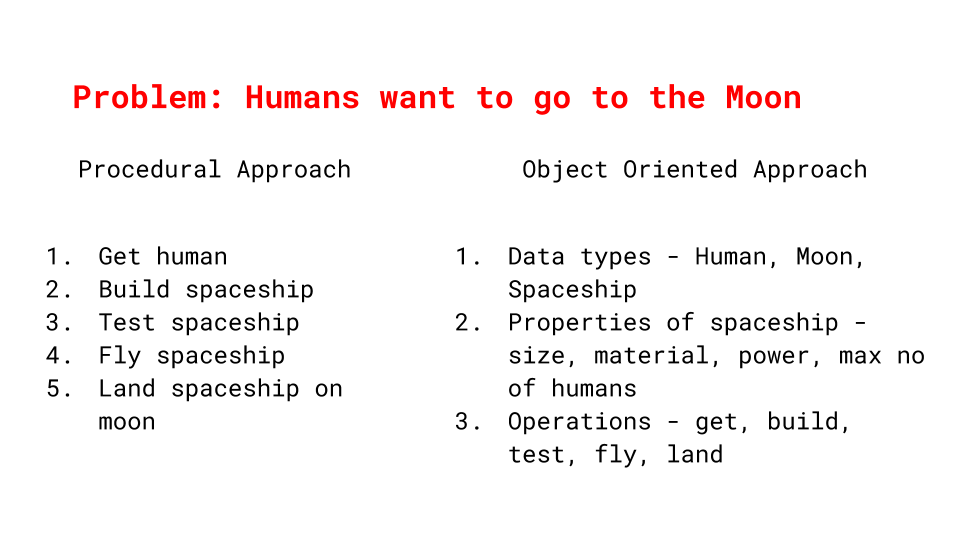 Problem: Humans want to go to the Moon
Procedural Approach
1. Get human
2. Build spaceship
3. Test spaceship
4. Fly spaceship
5. Land spaceship on
moon
Object Oriented Approach
1. Data types - Human, Moon,
Spaceship
2. Properties of spaceship -
size, material, power, max no
of humans
3. Operations - get, build,
test, fly, land